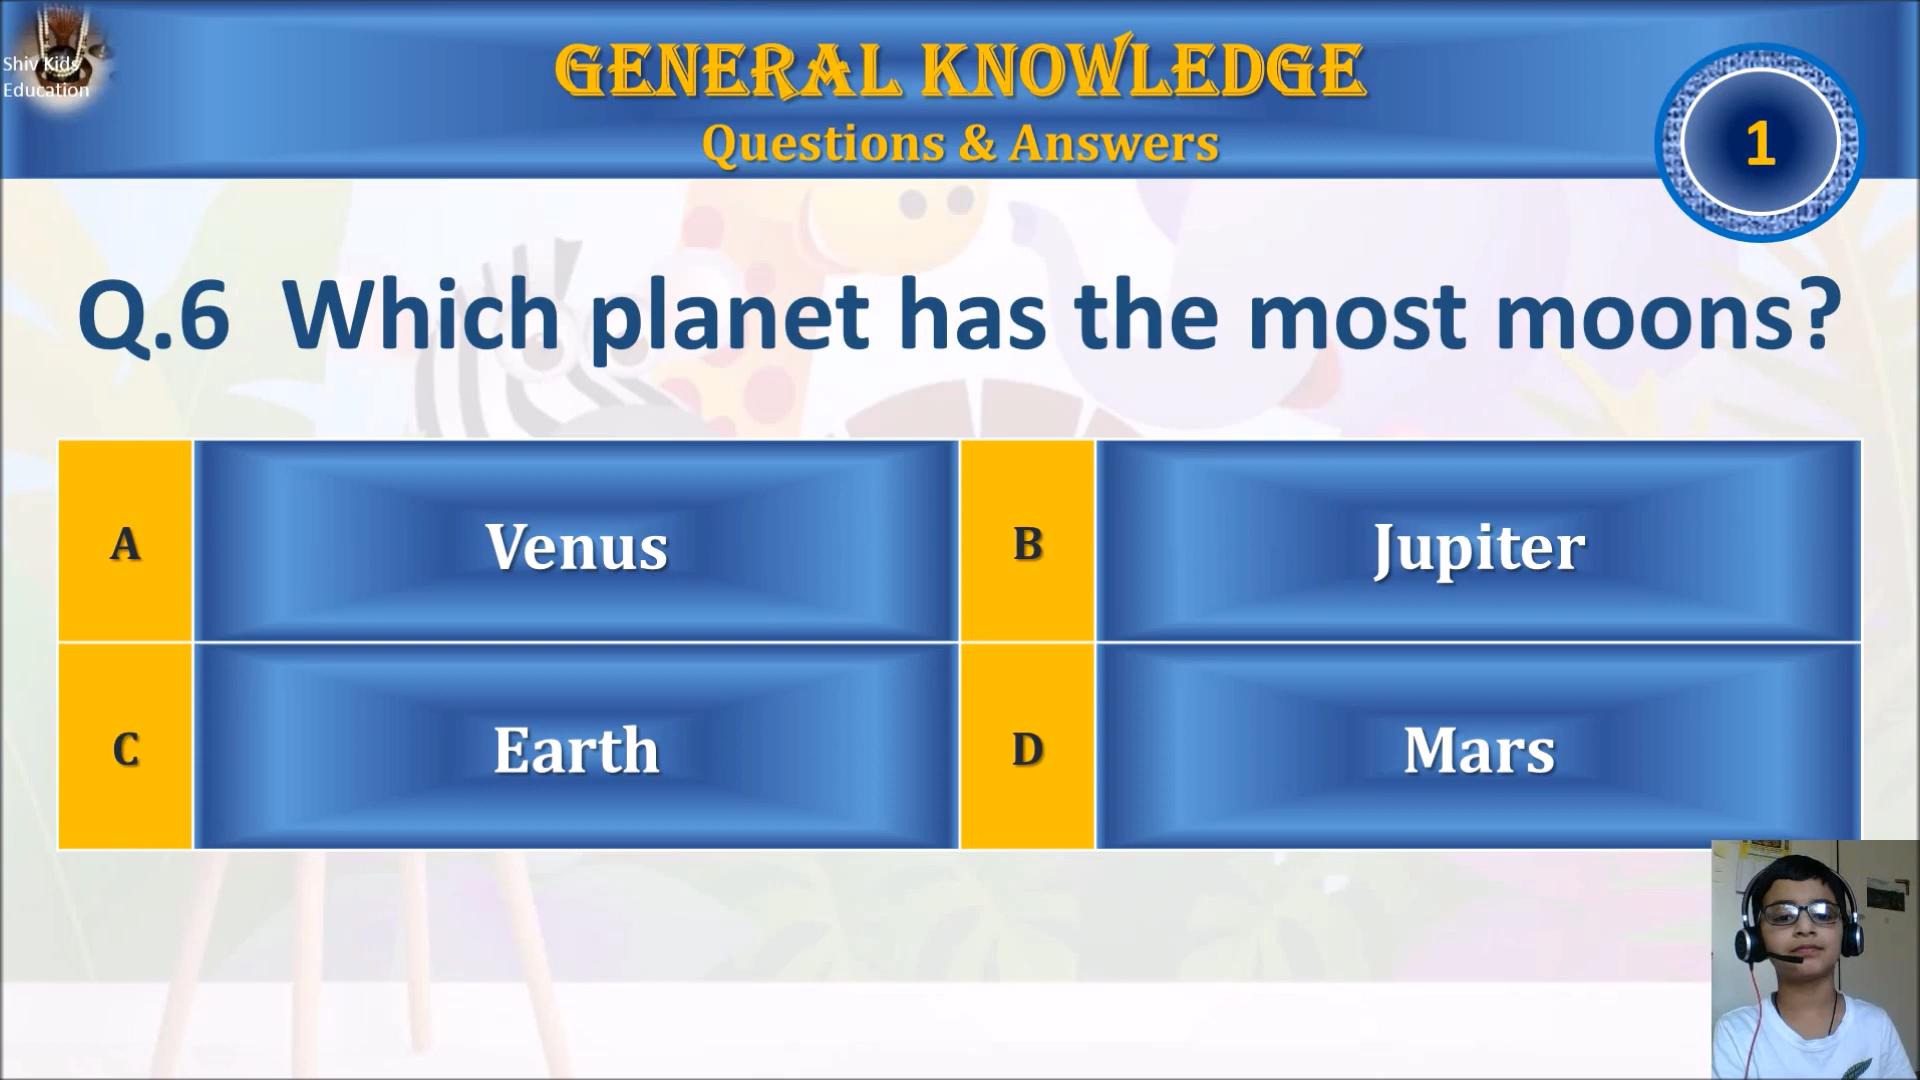 Shiv Kids
Education
GENERAL KNOWLEDGE
Questions & Answers
1
Q.6 Which planet has the most moons?
A Venus B Jupiter
C Earth D Mars